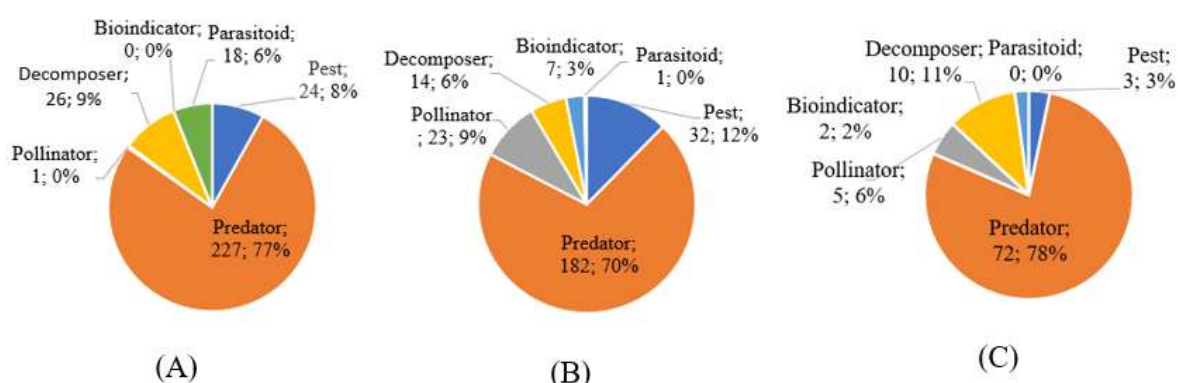 Bioindicator;
0; 0%
Parasitoid;
18; 6%
Pest;
24; 8%
Decomposer;
26; 9%
Pollinator;
1; 0%
Predator;
227; 77%
(A)
Bioindicator;
7; 3%
Parasitoid;
1; 0%
Decomposer;
14; 6%
Pest;
32; 12%
Pollinator
; 23; 9%
Predator;
182; 70%
(B)
Decomposer;
10; 11%
Parasitoid;
0; 0%
Pest;
3; 3%
Bioindicator;
2; 2%
Pollinator;
5; 6%
Predator;
72; 78%
(C)